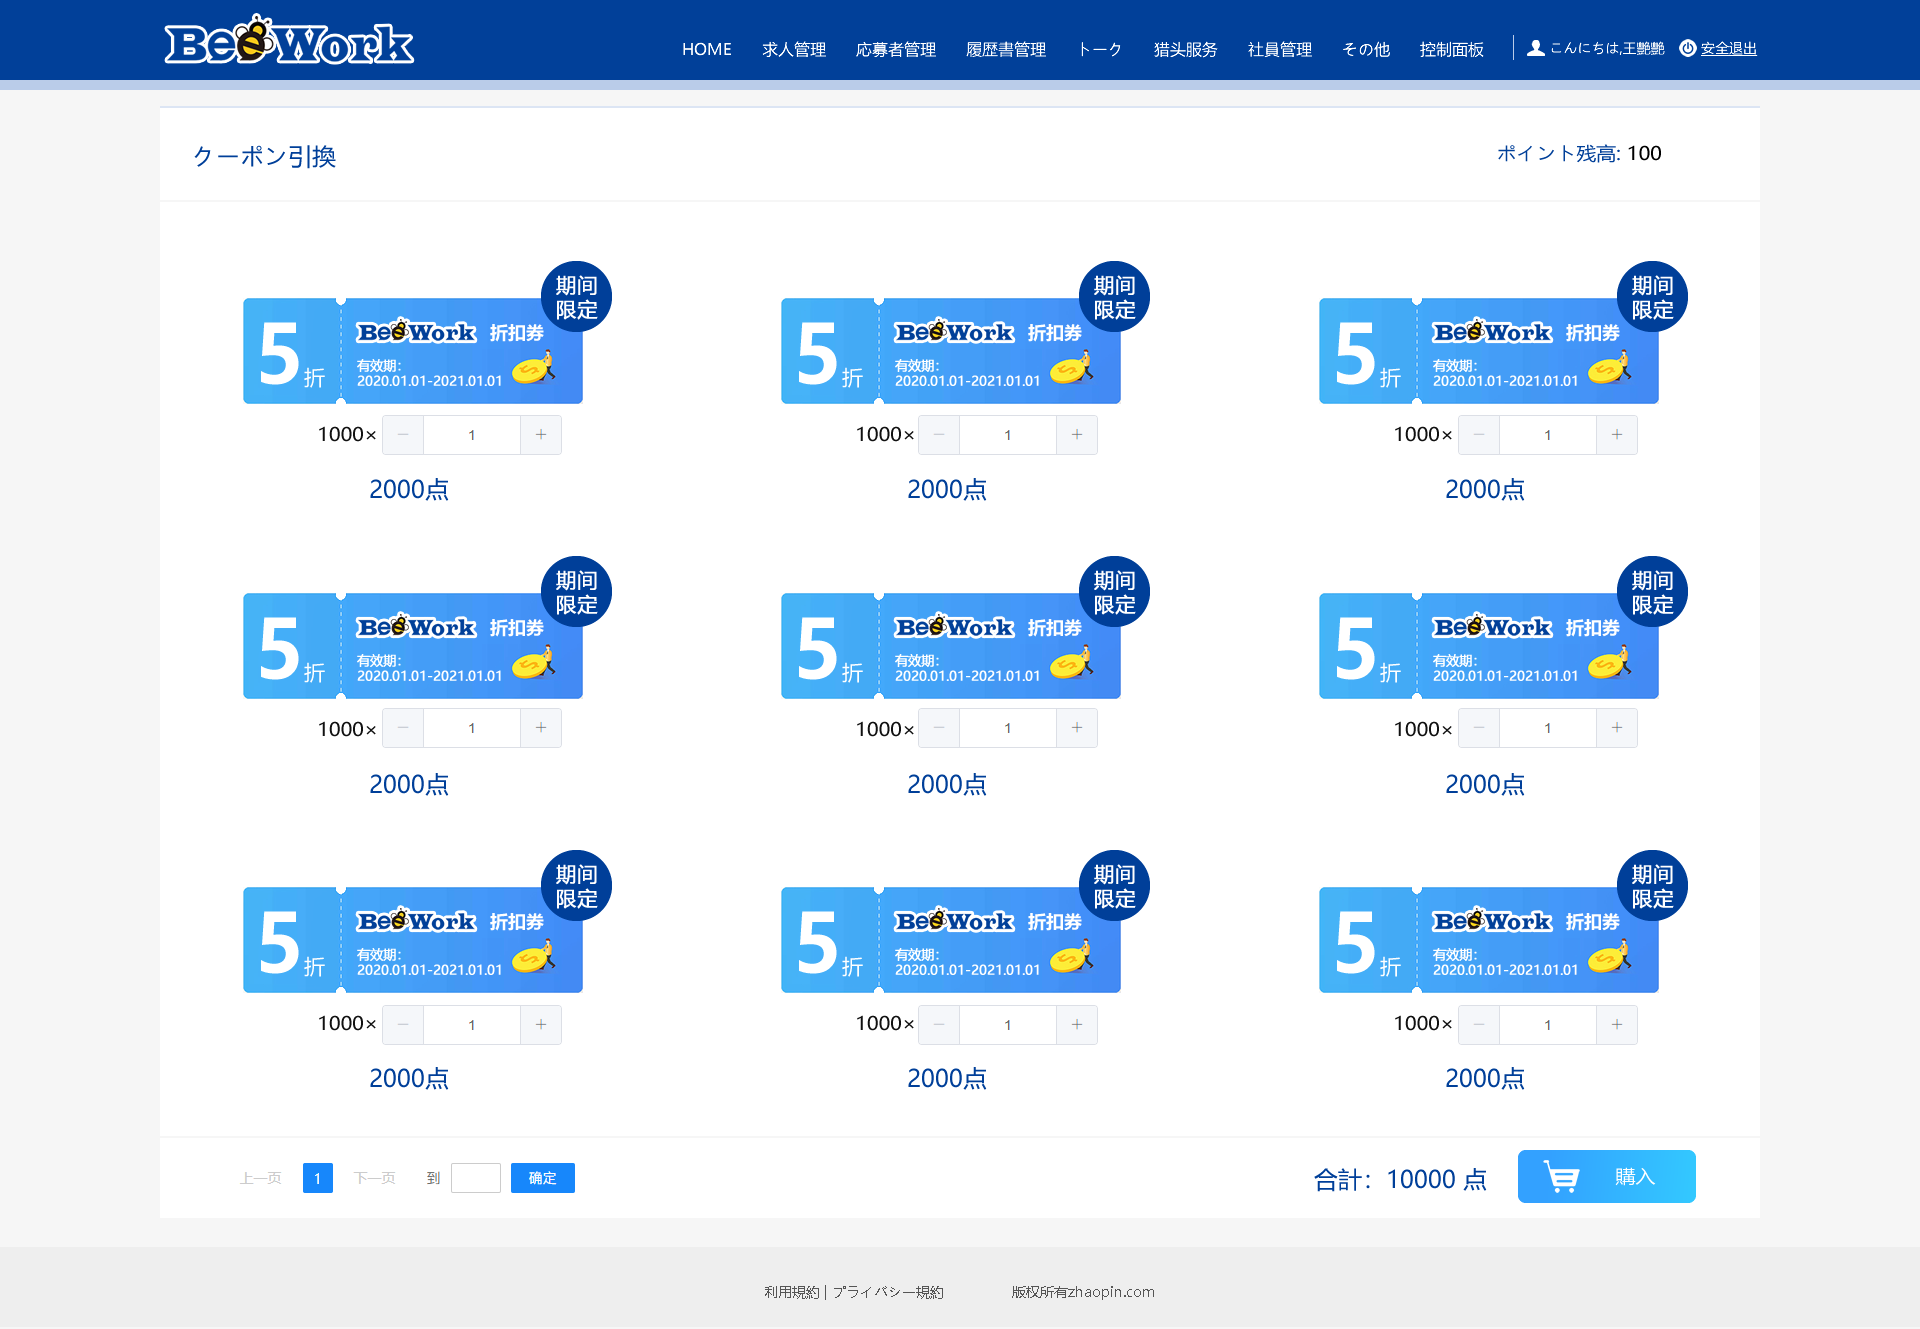 BeeWork
HOME 求人管理 応募者管理 履歴書管理 トーク 猎头服务 社員管理 その他 控制面板 こんにちは,王艷艷 安全退出
クーポン引換
ポイント残高: 100
期间
限定
5折
BeeWork 折扣券
有效期:
2020.01.01-2021.01.01
1000× － 1 +
2000点
期间
限定
5折
BeeWork 折扣券
有效期:
2020.01.01-2021.01.01
1000× － 1 +
2000点
期间
限定
5折
BeeWork 折扣券
有效期:
2020.01.01-2021.01.01
1000× － 1 +
2000点
期间
限定
5折
BeeWork 折扣券
有效期:
2020.01.01-2021.01.01
1000× － 1 +
2000点
期间
限定
5折
BeeWork 折扣券
有效期:
2020.01.01-2021.01.01
1000× － 1 +
2000点
期间
限定
5折
BeeWork 折扣券
有效期:
2020.01.01-2021.01.01
1000× － 1 +
2000点
期间
限定
5折
BeeWork 折扣券
有效期:
2020.01.01-2021.01.01
1000× － 1 +
2000点
期间
限定
5折
BeeWork 折扣券
有效期:
2020.01.01-2021.01.01
1000× － 1 +
2000点
期间
限定
5折
BeeWork 折扣券
有效期:
2020.01.01-2021.01.01
1000× － 1 +
2000点
上一页 1 下一页 到 确定
合計：10000 点 購入
利用規約 | プライバシー規約 版权所有zhaopin.com